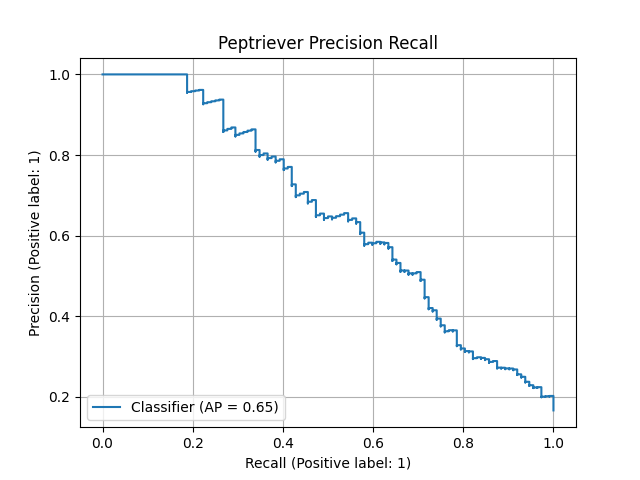 Peptriever Precision Recall
1.0
0.8
0.6
0.4
0.2
Precision (Positive label: 1)
Classifier (AP = 0.65)
0.0 0.2 0.4 0.6 0.8 1.0
Recall (Positive label: 1)